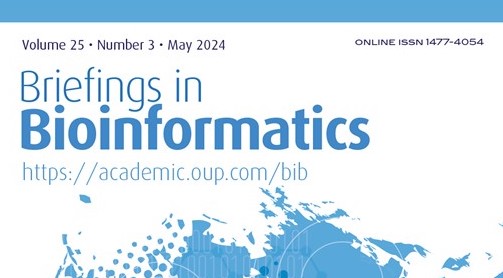 Volume 25 • Number 3 • May 2024
ONLINE ISSN 1477-4054
Briefings in
Bioinformatics
https://academic.oup.com/bib